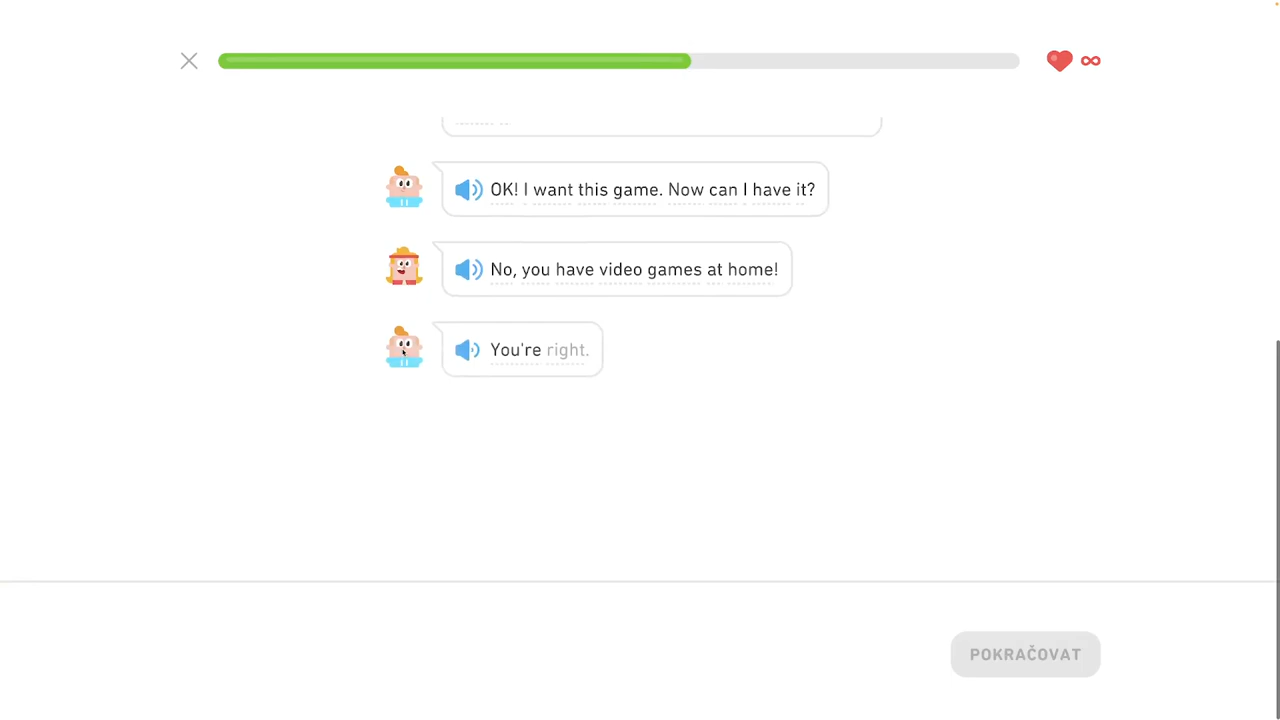 OK! I want this game. Now can I have it?
No, you have video games at home!
You're right.
POKRAČOVAT